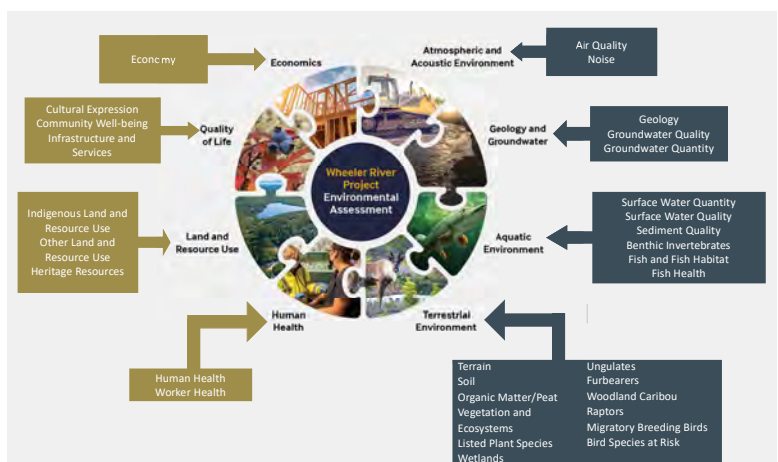 Economy
Economics
Atmospheric and
Acoustic Environment
Air Quality
Noise
Cultural Expression
Community Well-being
Infrastructure and
Services
Quality
of Life
Geology and
Groundwater
Geology
Groundwater Quality
Groundwater Quantity
Wheeler River
Project
Environmental
Assessment
Indigenous Land and
Resource Use
Other Land and
Resource Use
Heritage Resources
Land and
Resource Use
Aquatic
Environment
Surface Water Quantity
Surface Water Quality
Sediment Quality
Benthic Invertebrates
Fish and Fish Habitat
Fish Health
Human
Health
Terrestrial
Environment
Human Health
Worker Health
Terrain
Soil
Organic Matter/Peat
Vegetation and
Ecosystems
Listed Plant Species
Wetlands
Ungulates
Furbearers
Woodland Caribou
Raptors
Migratory Breeding Birds
Bird Species at Risk